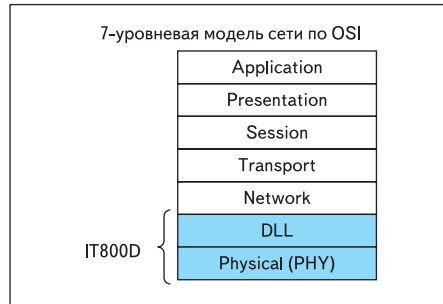 7-уровневая модель сети по OSI
Application
Presentation
Session
Transport
Network
DLL
IT800D
Physical (PHY)